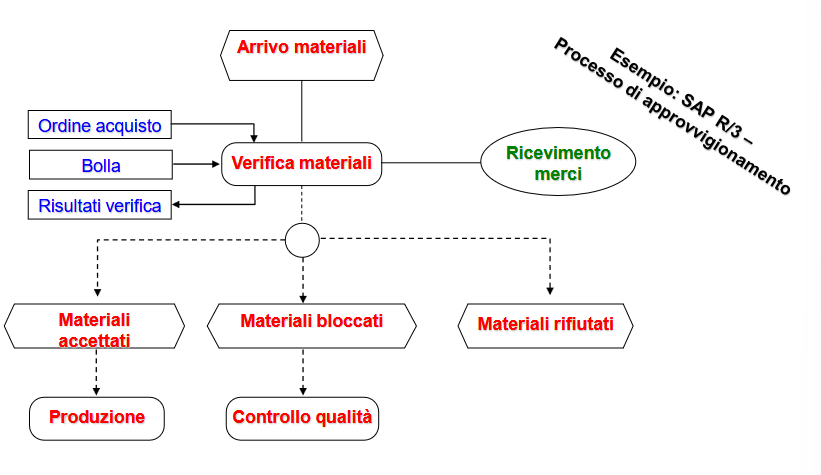 Arrivo materiali
Esempio: SAP R/3 –
Processo di approvvigionamento
Ordine acquisto
Bolla
Risultati verifica
Verifica materiali
Ricevimento
merci
Materiali
accettati
Materiali bloccati
Materiali rifiutati
Produzione
Controllo qualità